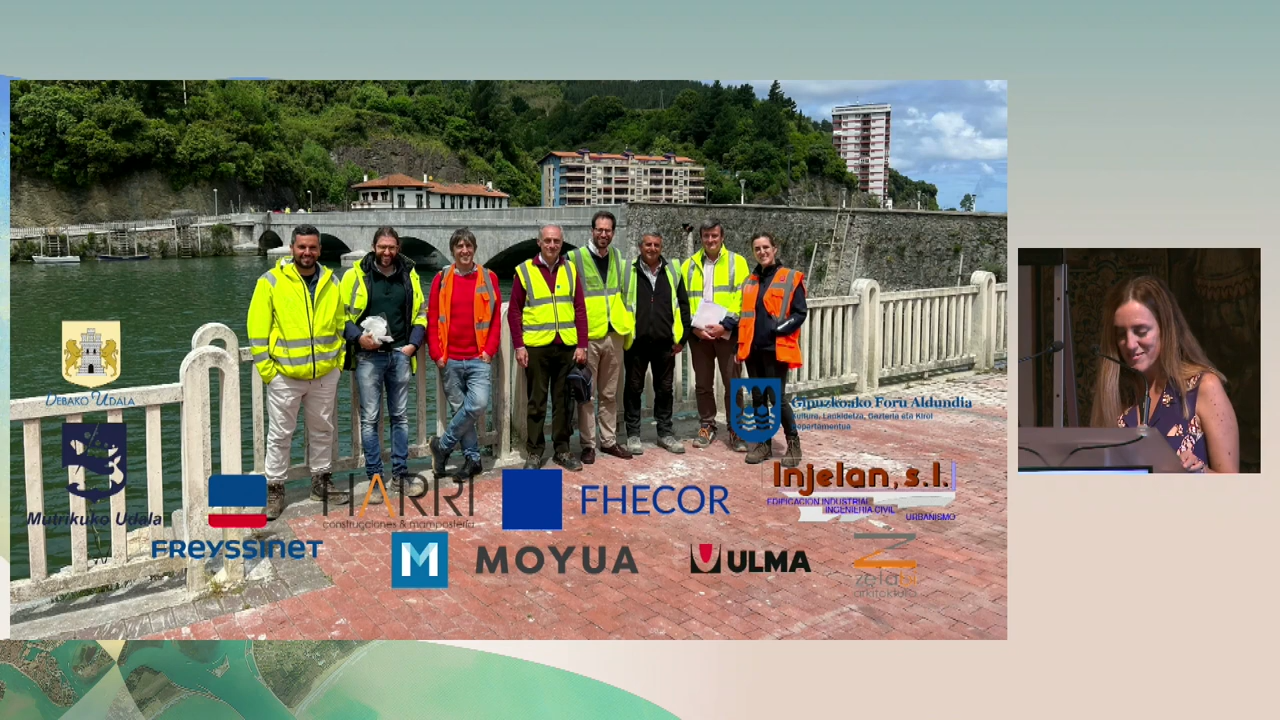 DEBAKO UDALA
Mutrikuko Udala
FREYSSINET
HARRI
construcciones & mampostería
FHECOR
M MOYUA
ULMA
Gipuzkoako Foru Aldundia
Kultura, Lankidetza, Gazteria eta Kirol
Departamentua
Injelan, s.l.
EDIFICACION INDUSTRIAL
INGENIERIA CIVIL
URBANISMO
zeta
arkitektura